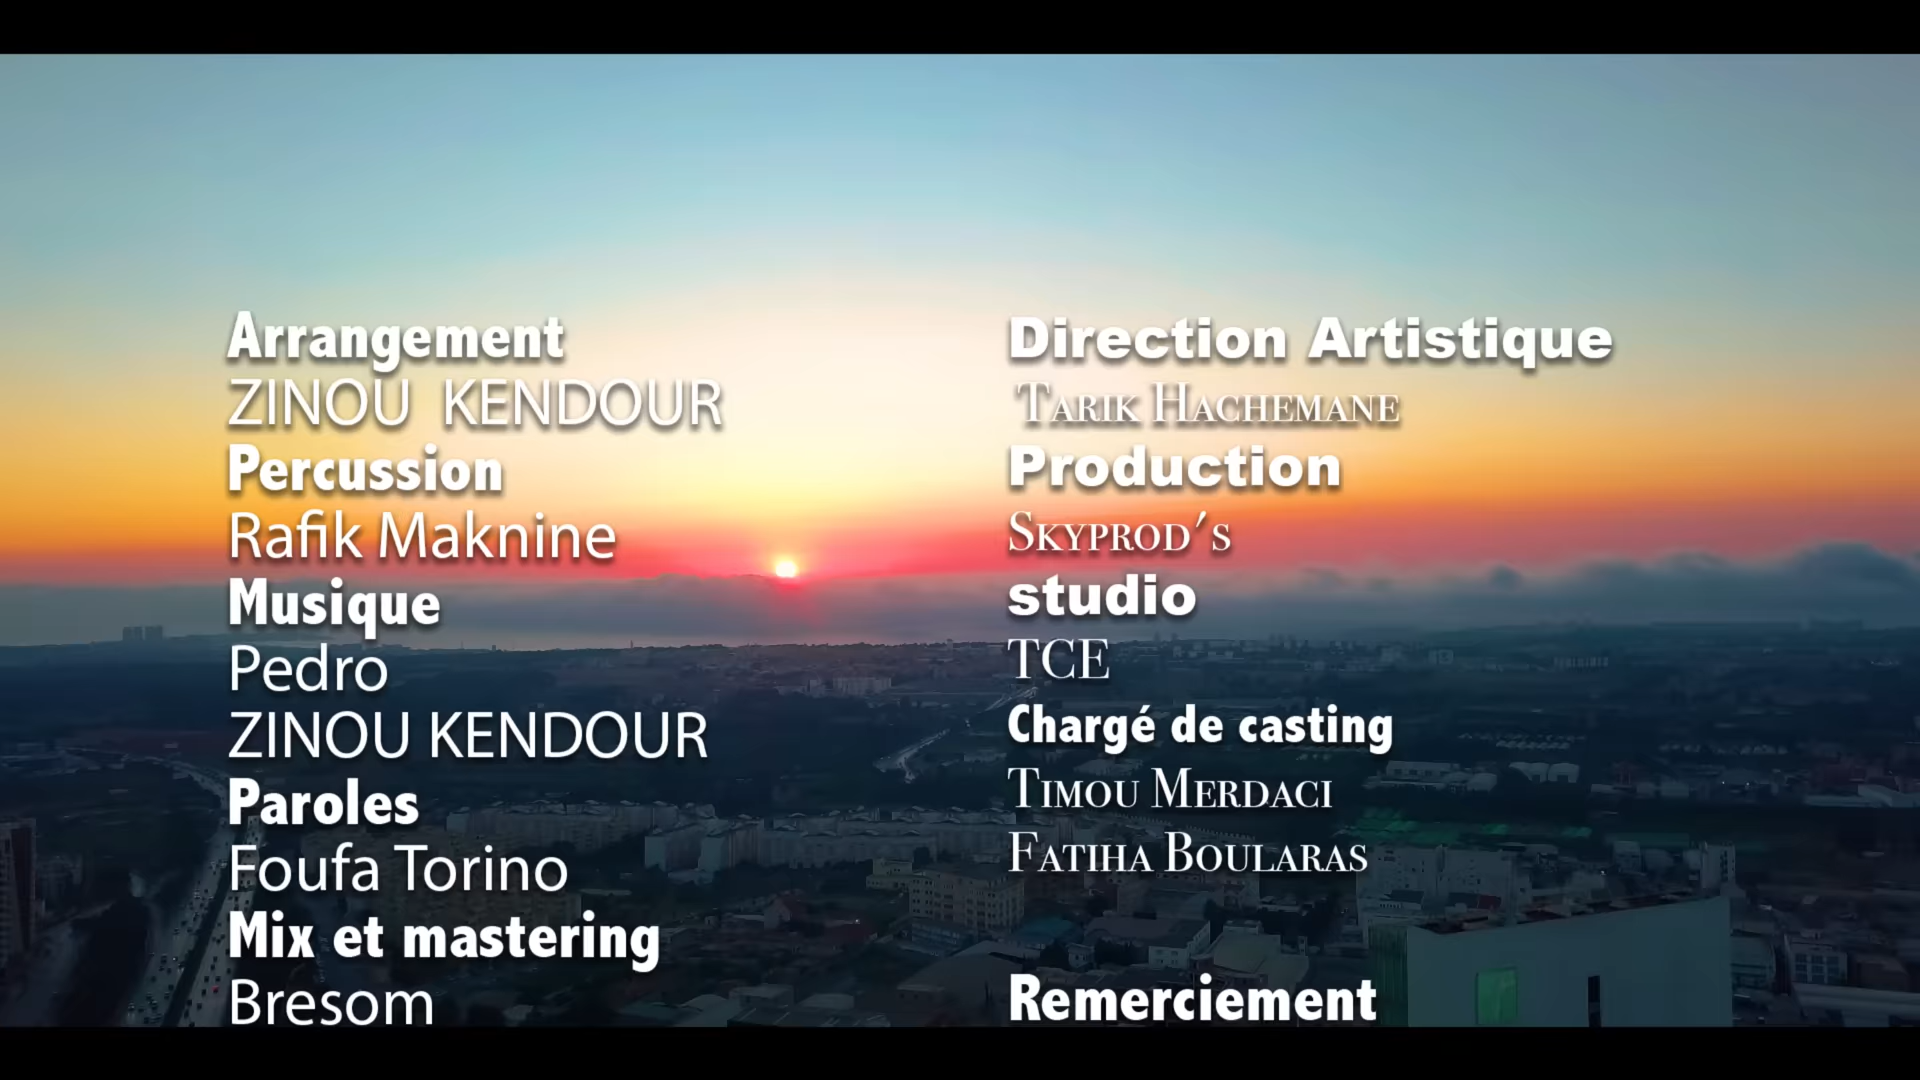 Arrangement
ZINOU KENDOUR
Percussion
Rafik Maknine
Musique
Pedro
ZINOU KENDOUR
Paroles
Foufa Torino
Mix et mastering
Bresom
Direction Artistique
Tarik Hachemane
Production
Skyprod's
studio
TCE
Chargé de casting
Timou Merdaci
Fatiha Boularas
Remerciement